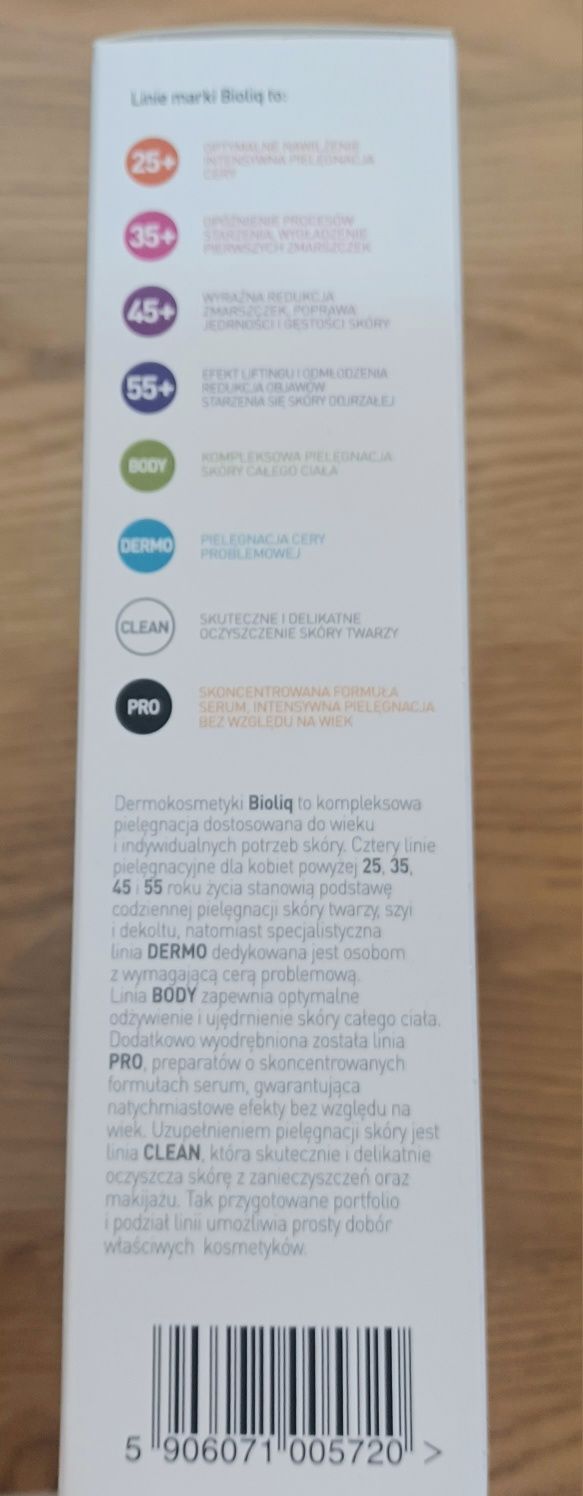 Linie marki Bioliq to:
25+
OPTYMALNE NAWILŻENIE
INTENSYWNA PIELĘGNACJA
CERY
35+
OPÓŹNIENIE PROCESÓW
STARZENIA, WYGŁADZENIE
PIERWSZYCH ZMARSZCZEK
45+
WYRAŹNA REDUKCJA
ZMARSZCZEK, POPRAWA
JĘDRNOŚCI I GĘSTOŚCI SKÓRY
55+
EFEKT LIFTINGU I ODMŁODZENIA
REDUKCJA OBJAWÓW
STARZENIA SIĘ SKÓRY DOJRZAŁEJ
BODY
KOMPLEKSOWA PIELĘGNACJA
SKÓRY CAŁEGO CIAŁA
DERMO
PIELĘGNACJA CERY
PROBLEMOWEJ
CLEAN
SKUTECZNE I DELIKATNE
OCZYSZCZENIE SKÓRY TWARZY
PRO
SKONCENTROWANA FORMUŁA
SERUM, INTENSYWNA PIELĘGNACJA
BEZ WZGLĘDU NA WIEK
Dermokosmetyki Bioliq to kompleksowa
pielęgnacja dostosowana do wieku
i indywidualnych potrzeb skóry. Cztery linie
pielęgnacyjne dla kobiet powyżej 25, 35,
45 i 55 roku życia stanowią podstawę
codziennej pielęgnacji skóry twarzy, szyi
i dekoltu, natomiast specjalistyczna
linia DERMO dedykowana jest osobom
z wymagającą cerą problemową.
Linia BODY zapewnia optymalne
odżywienie i ujędrnienie skóry całego ciała.
Dodatkowo wyodrębniona została linia
PRO, preparatów o skoncentrowanych
formułach serum, gwarantująca
natychmiastowe efekty bez względu na
wiek. Uzupełnieniem pielęgnacji skóry jest
linia CLEAN, która skutecznie i delikatnie
oczyszcza skórę z zanieczyszczeń oraz
makijażu. Tak przygotowane portfolio
i podział linii umożliwia prosty dobór
właściwych kosmetyków.
5 906071 005720 >